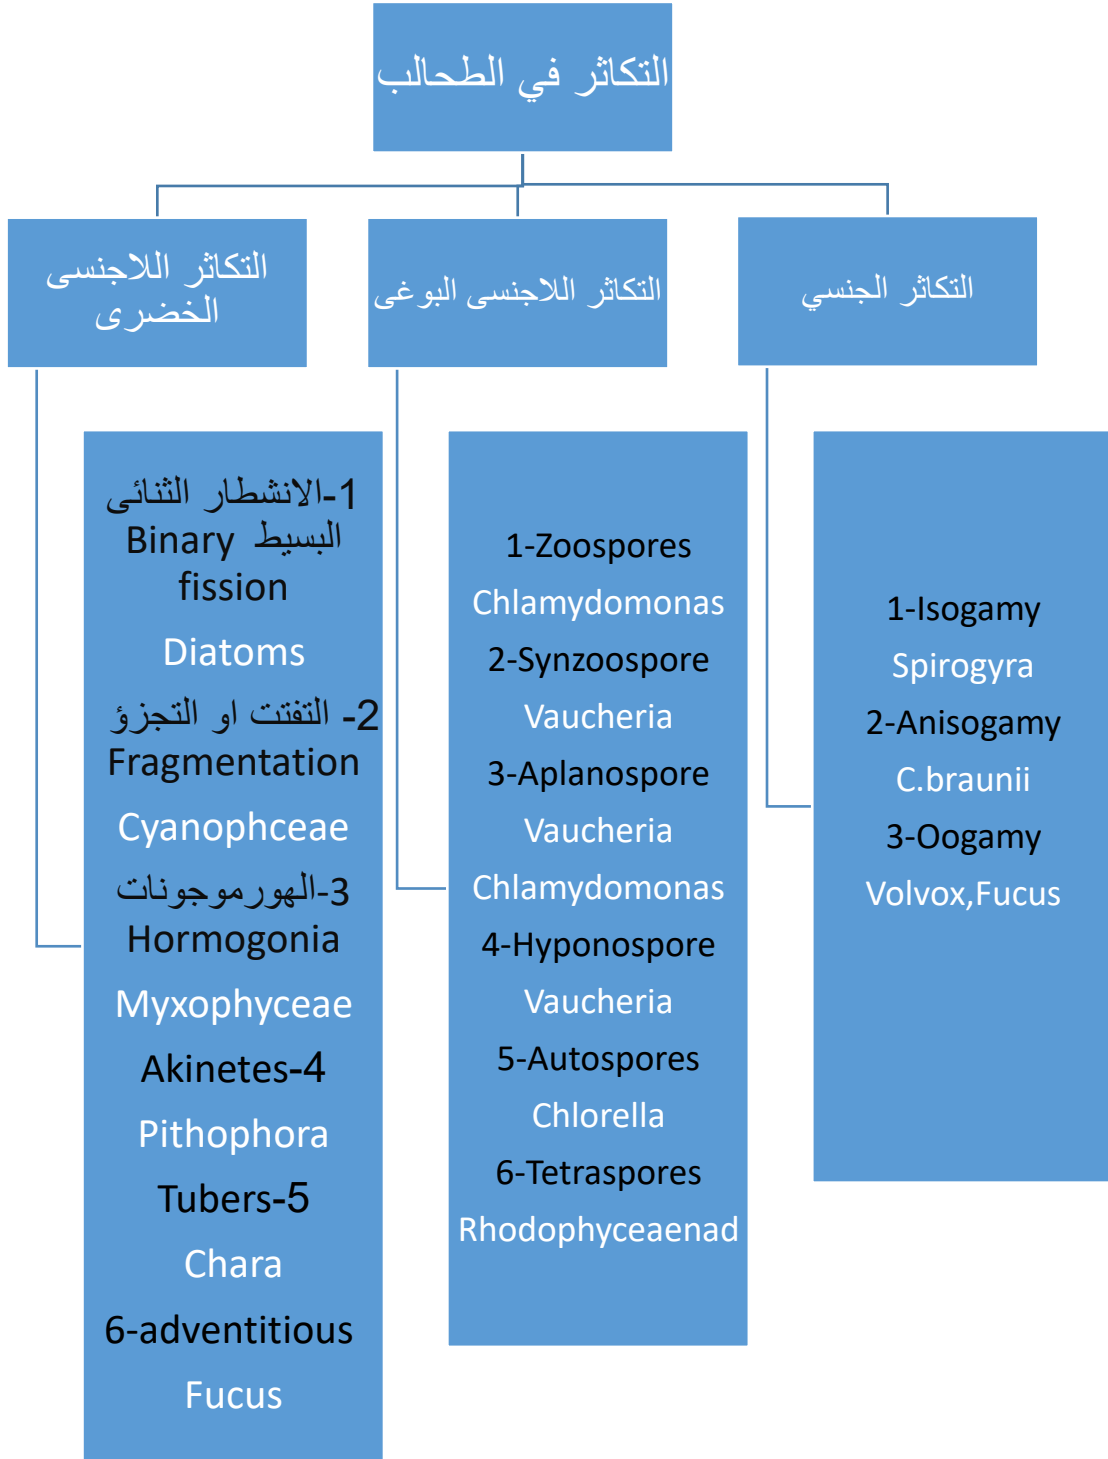 التكاثر في الطحالب
التكاثر الجنسي
التكاثر اللاجنسى البوغى
التكاثر اللاجنسى
الخضرى
1-Isogamy
Spirogyra
2-Anisogamy
C.braunii
3-Oogamy
Volvox,Fucus
1-Zoospores
Chlamydomonas
2-Synzoospore
Vaucheria
3-Aplanospore
Vaucheria
Chlamydomonas
4-Hyponospore
Vaucheria
5-Autospores
Chlorella
6-Tetraspores
Rhodophyceaenad
1-الانشطار الثنائى
البسيط Binary
fission
Diatoms
2- التفتت او التجزؤ
Fragmentation
Cyanophceae
3-الهورموجونات
Hormogonia
Myxophyceae
Akinetes-4
Pithophora
Tubers-5
Chara
6-adventitious
Fucus